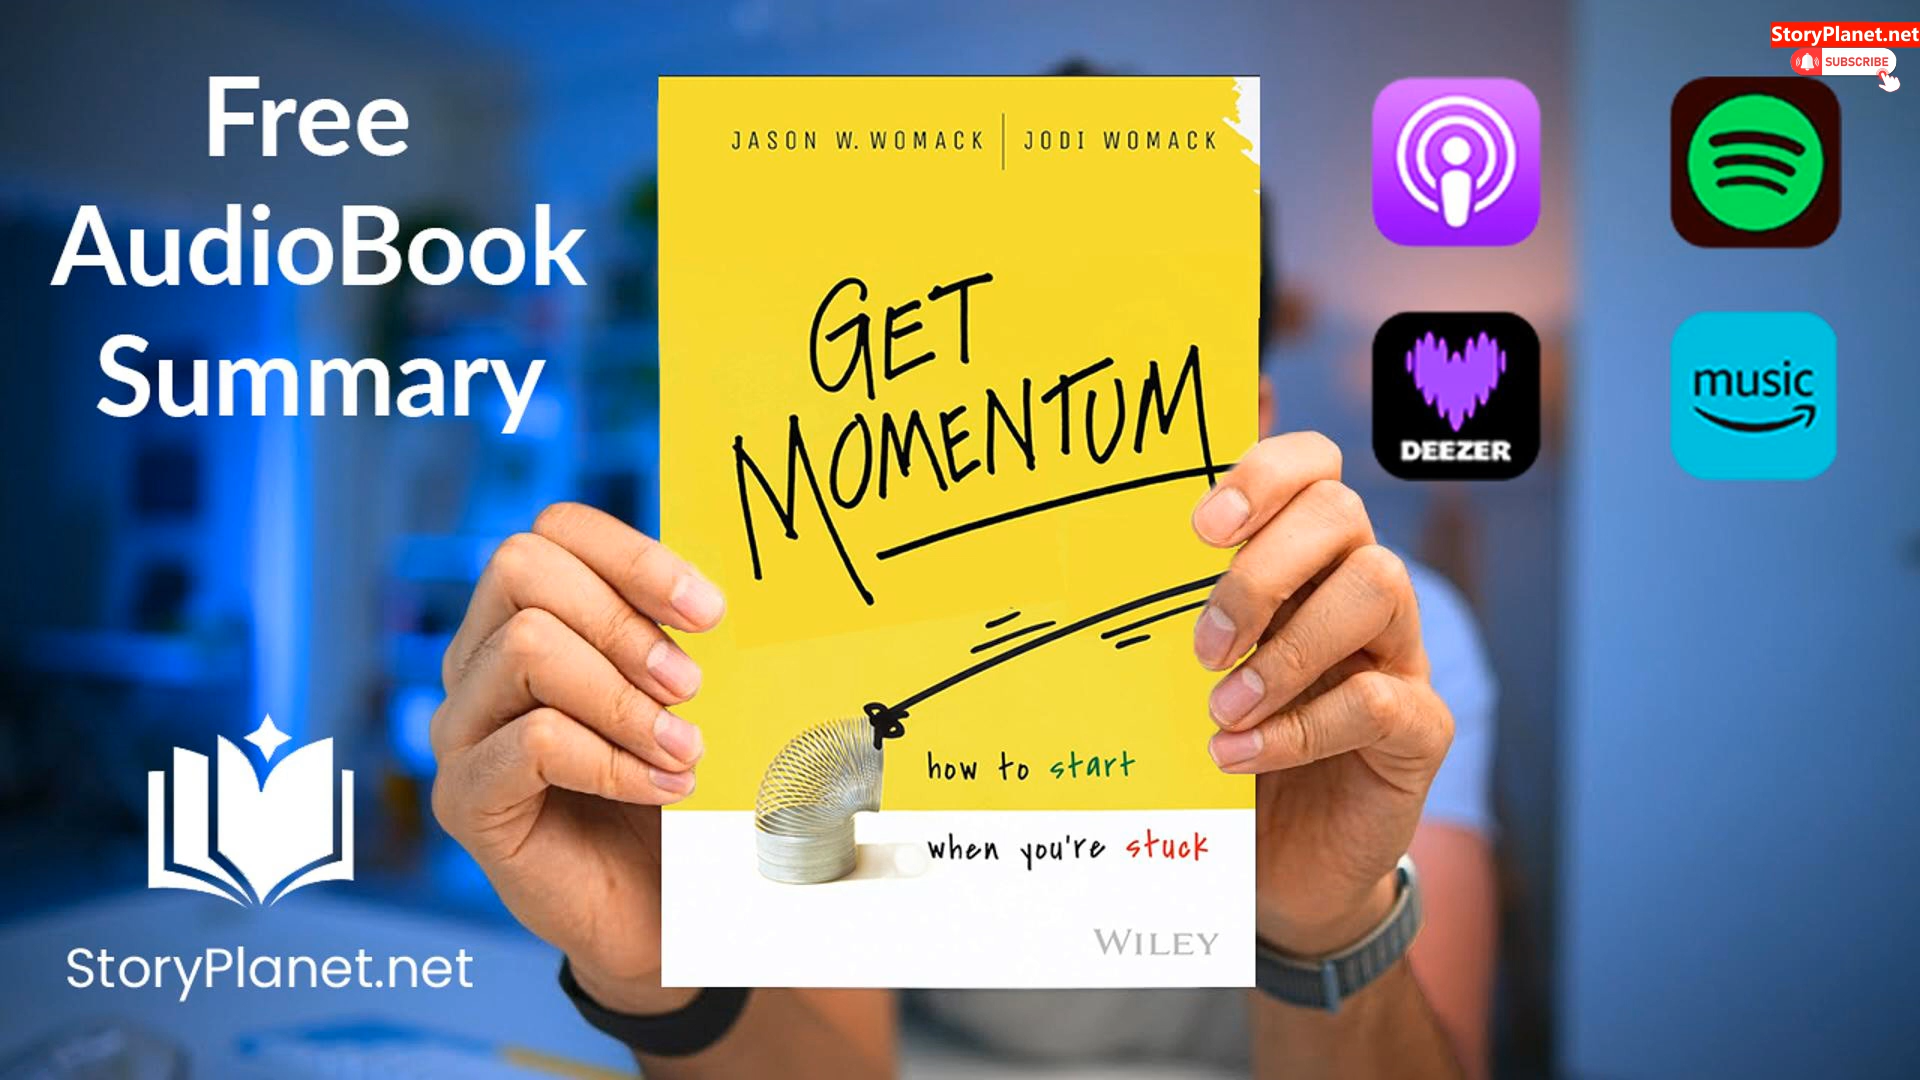 StoryPlanet.net
SUBSCRIBE
Free
AudioBook
Summary
JASON W. WOMACK | JODI WOMACK
GET
MOMENTUM
how to start
when you're stuck
WILEY
DEEZER
music
StoryPlanet.net